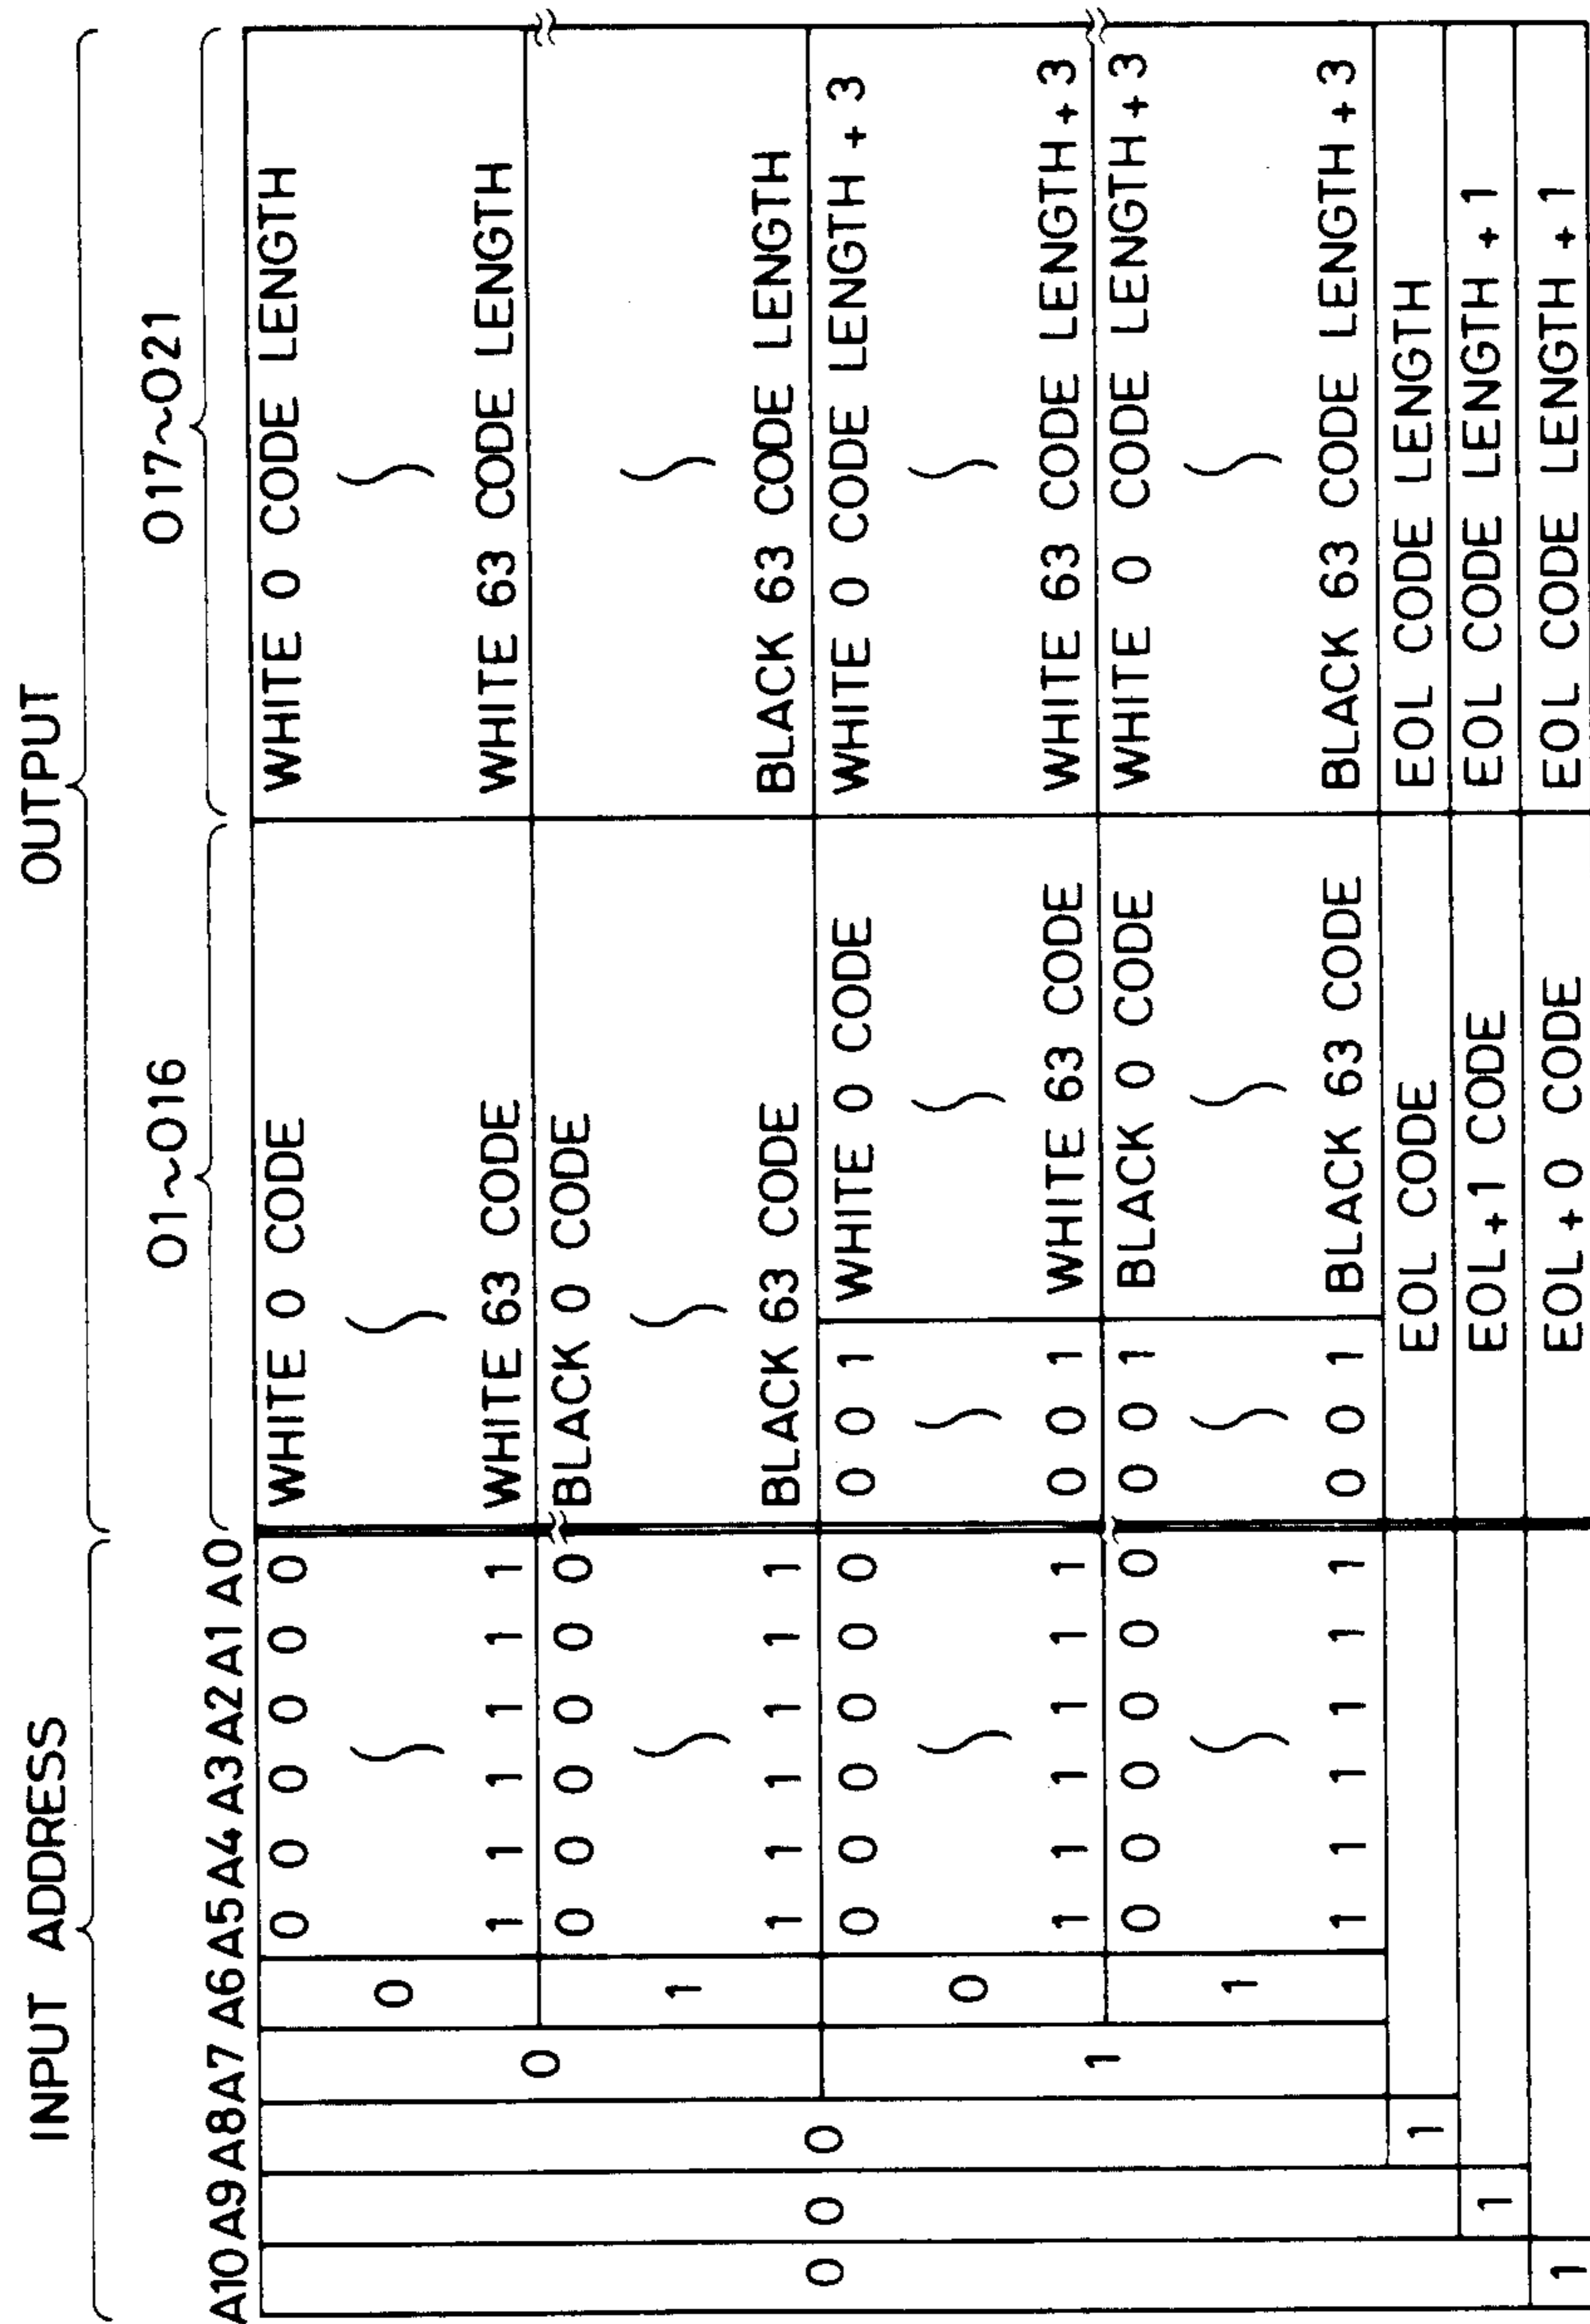 INPUT ADDRESS OUTPUT
A10 A9 A8 A7 A6 A5 A4 A3 A2 A1 A0 O1~O16 O17~O21
0 0 0 0 0 0 0 0 0 0 0 WHITE 0 CODE WHITE 0 CODE LENGTH
1 1 1 1 1 1 WHITE 63 CODE WHITE 63 CODE LENGTH
1 0 0 0 0 0 0 BLACK 0 CODE
1 1 1 1 1 1 BLACK 63 CODE BLACK 63 CODE LENGTH
1 0 0 0 0 0 0 0 0 0 1 WHITE 0 CODE WHITE 0 CODE LENGTH + 3
1 1 1 1 1 1 0 0 1 WHITE 63 CODE WHITE 63 CODE LENGTH + 3
1 0 0 0 0 0 0 0 0 1 BLACK 0 CODE WHITE 0 CODE LENGTH + 3
1 1 1 1 1 1 0 0 1 BLACK 63 CODE BLACK 63 CODE LENGTH + 3
1 EOL CODE EOL CODE LENGTH
1 EOL + 1 CODE EOL CODE LENGTH + 1
1 EOL + 0 CODE EOL CODE LENGTH + 1